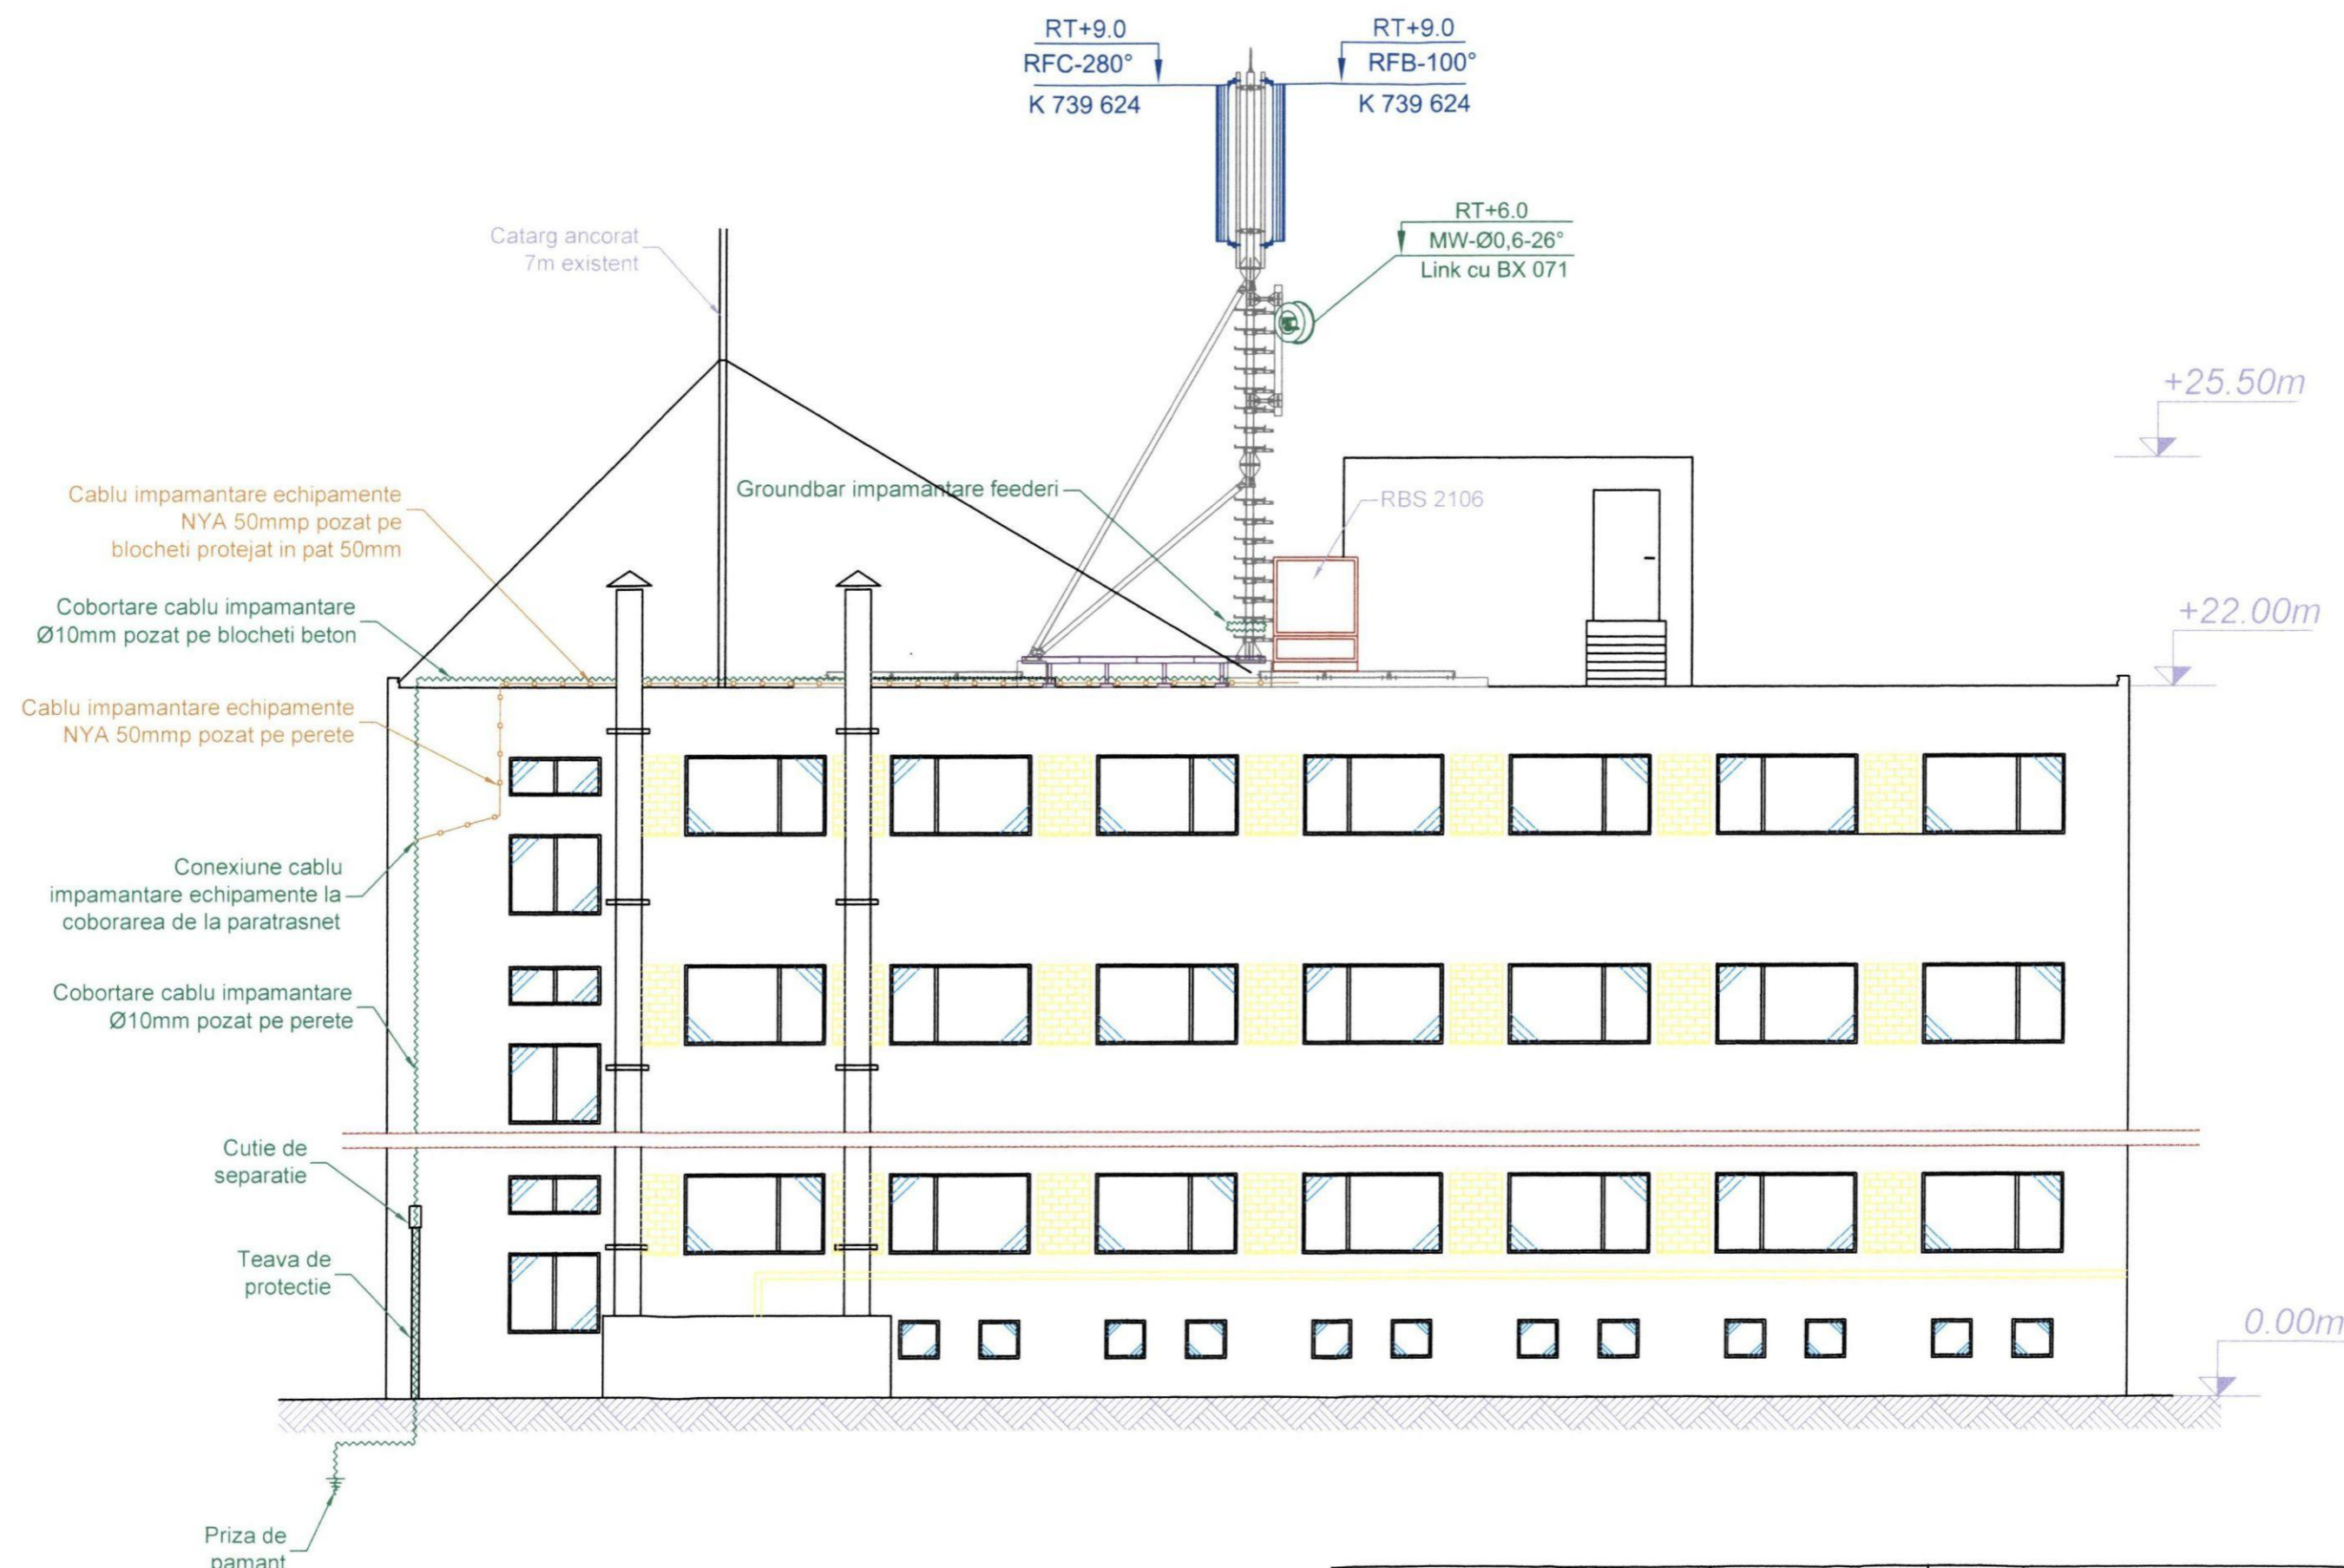 RT+9.0
RFC-280°
K 739 624
RT+9.0
RFB-100°
K 739 624
RT+6.0
MW-Ø0,6-26°
Link cu BX 071
Catarg ancorat
7m existent
+25.50m
Cablu impamantare echipamente
NYA 50mmp pozat pe
blocheti protejat in pat 50mm
Groundbar impamantare feederi
RBS 2106
Cobortare cablu impamantare
Ø10mm pozat pe blocheti beton
+22.00m
Cablu impamantare echipamente
NYA 50mmp pozat pe perete
Conexiune cablu
impamantare echipamente la
coborarea de la paratrasnet
Cobortare cablu impamantare
Ø10mm pozat pe perete
Cutie de
separatie
Teava de
protectie
0.00m
Priza de
pamant